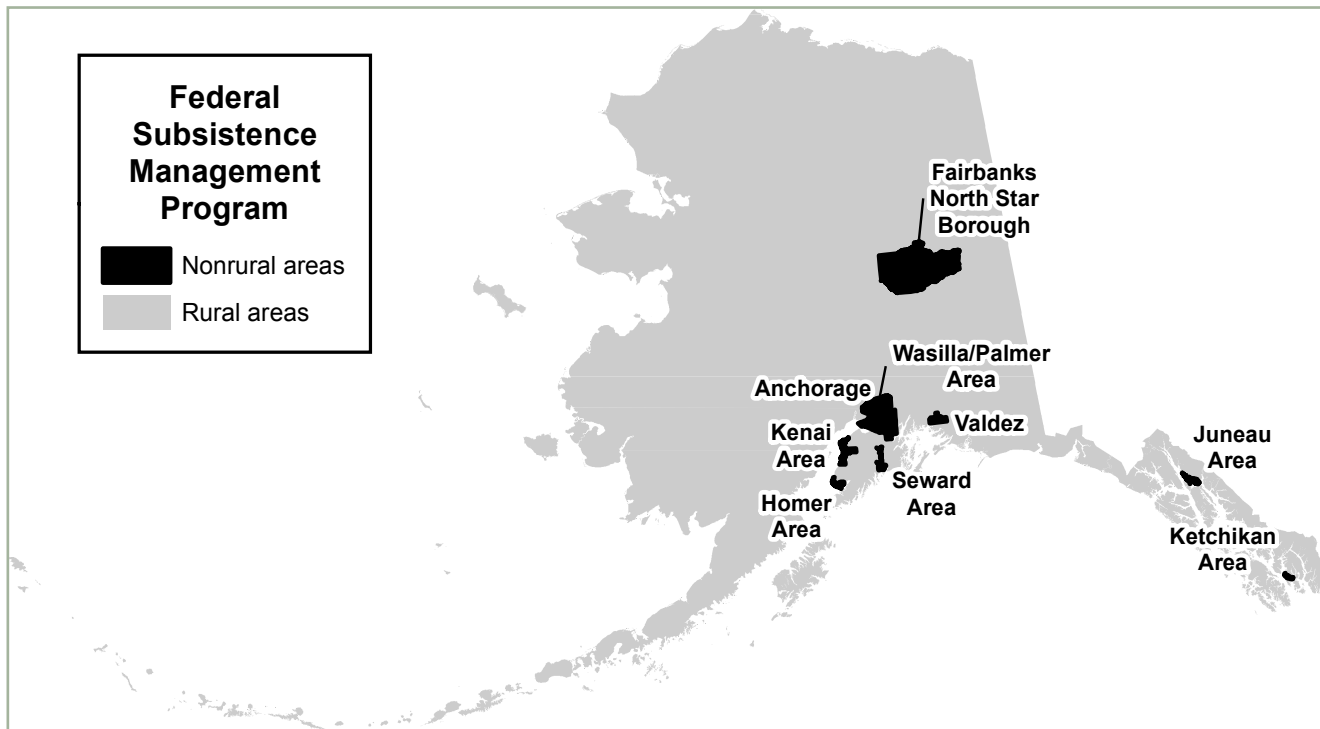 Federal
Subsistence
Management
Program
Nonrural areas
Rural areas
Fairbanks
North Star
Borough
Wasilla/Palmer
Area
Anchorage
Valdez
Kenai
Area
Seward
Area
Homer
Area
Juneau
Area
Ketchikan
Area